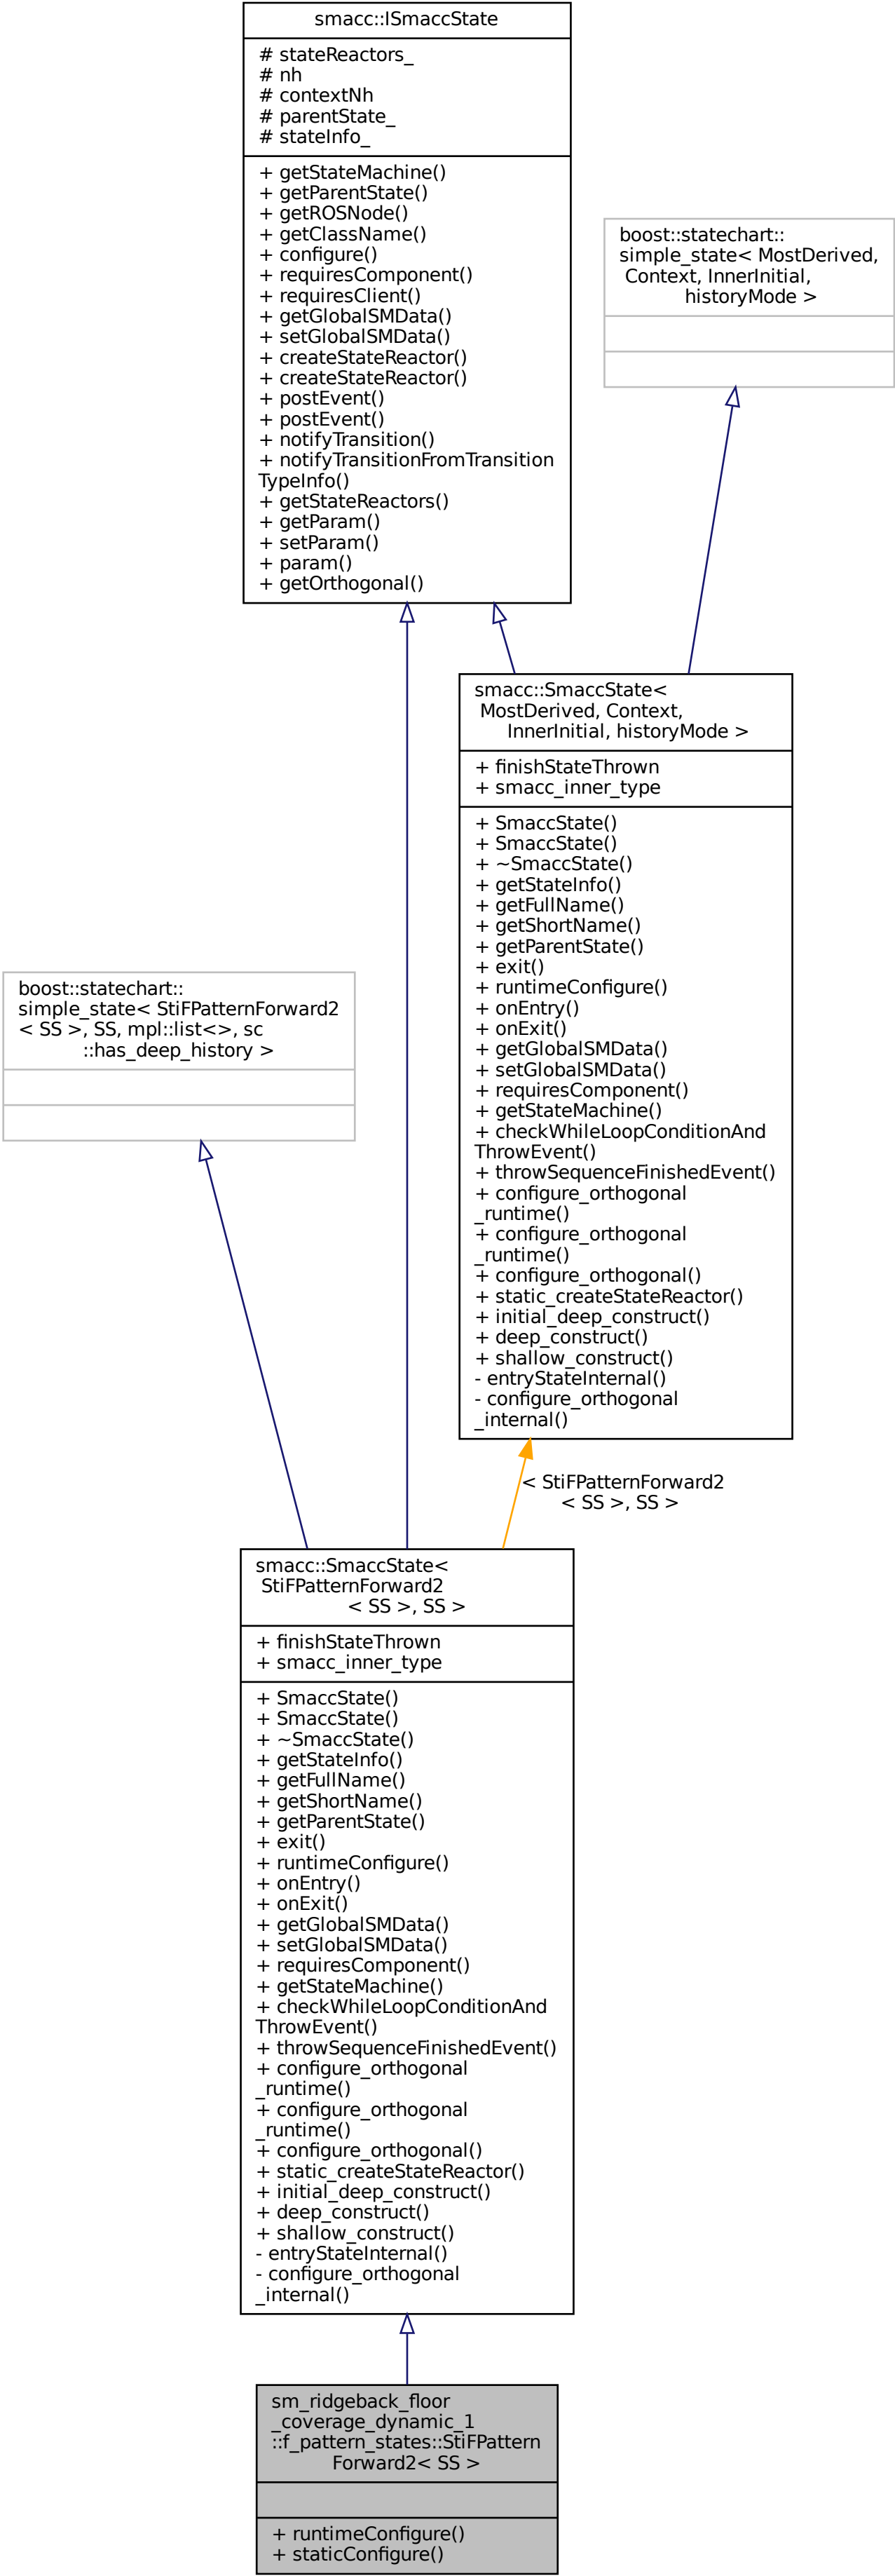 smacc::ISmaccState
# stateReactors_
# nh
# contextNh
# parentState_
# stateInfo_
+ getStateMachine()
+ getParentState()
+ getROSNode()
+ getClassName()
+ configure()
+ requiresComponent()
+ requiresClient()
+ getGlobalSMData()
+ setGlobalSMData()
+ createStateReactor()
+ createStateReactor()
+ postEvent()
+ postEvent()
+ notifyTransition()
+ notifyTransitionFromTransition
TypeInfo()
+ getStateReactors()
+ getParam()
+ setParam()
+ param()
+ getOrthogonal()
boost::statechart::
simple_state< MostDerived,
Context, InnerInitial,
historyMode >
smacc::SmaccState<
MostDerived, Context,
InnerInitial, historyMode >
+ finishStateThrown
+ smacc_inner_type
+ SmaccState()
+ SmaccState()
+ ~SmaccState()
+ getStateInfo()
+ getFullName()
+ getShortName()
+ getParentState()
+ exit()
+ runtimeConfigure()
+ onEntry()
+ onExit()
+ getGlobalSMData()
+ setGlobalSMData()
+ requiresComponent()
+ getStateMachine()
+ checkWhileLoopConditionAnd
ThrowEvent()
+ throwSequenceFinishedEvent()
+ configure_orthogonal
_runtime()
+ configure_orthogonal
_runtime()
+ configure_orthogonal()
+ static_createStateReactor()
+ initial_deep_construct()
+ deep_construct()
+ shallow_construct()
- entryStateInternal()
- configure_orthogonal
_internal()
boost::statechart::
simple_state< StiFPatternForward2
< SS >, SS, mpl::list<>, sc
::has_deep_history >
< StiFPatternForward2
< SS >, SS >
smacc::SmaccState<
StiFPatternForward2
< SS >, SS >
+ finishStateThrown
+ smacc_inner_type
+ SmaccState()
+ SmaccState()
+ ~SmaccState()
+ getStateInfo()
+ getFullName()
+ getShortName()
+ getParentState()
+ exit()
+ runtimeConfigure()
+ onEntry()
+ onExit()
+ getGlobalSMData()
+ setGlobalSMData()
+ requiresComponent()
+ getStateMachine()
+ checkWhileLoopConditionAnd
ThrowEvent()
+ throwSequenceFinishedEvent()
+ configure_orthogonal
_runtime()
+ configure_orthogonal
_runtime()
+ configure_orthogonal()
+ static_createStateReactor()
+ initial_deep_construct()
+ deep_construct()
+ shallow_construct()
- entryStateInternal()
- configure_orthogonal
_internal()
sm_ridgeback_floor
_coverage_dynamic_1
::f_pattern_states::StiFPattern
Forward2< SS >
+ runtimeConfigure()
+ staticConfigure()